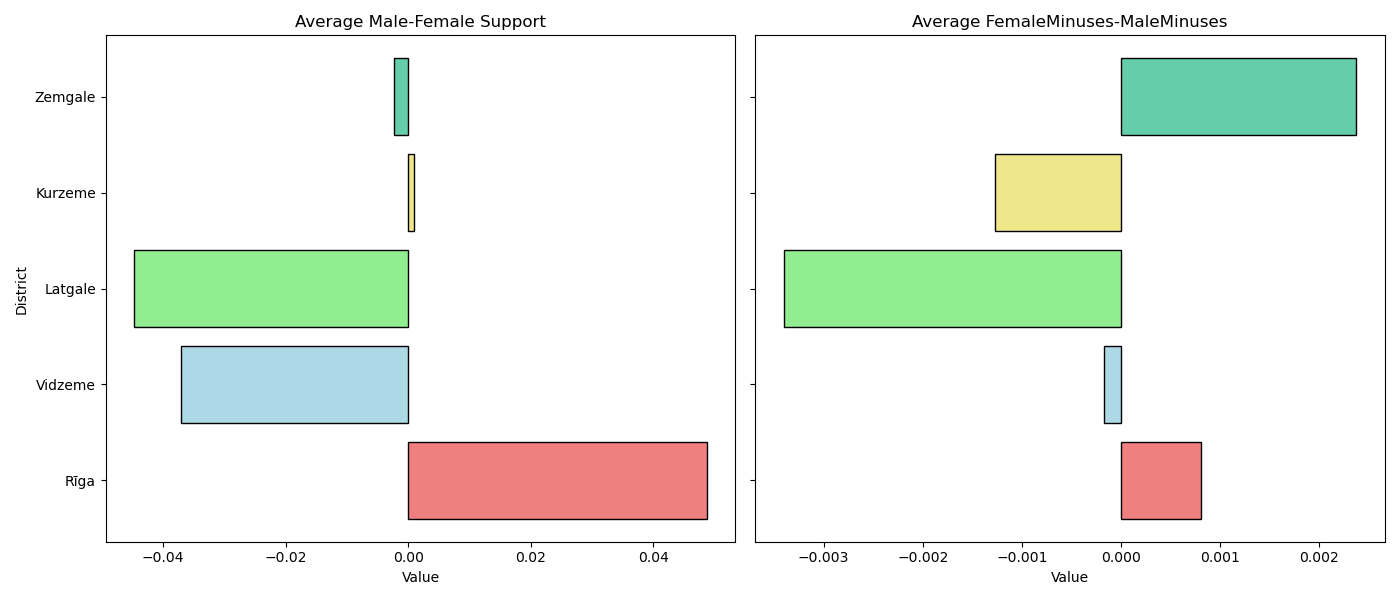 Average Male-Female Support
District
Zemgale
Kurzeme
Latgale
Vidzeme
Rīga
−0.04 −0.02 0.00 0.02 0.04
Value
Average FemaleMinuses-MaleMinuses
−0.003 −0.002 −0.001 0.000 0.001 0.002
Value